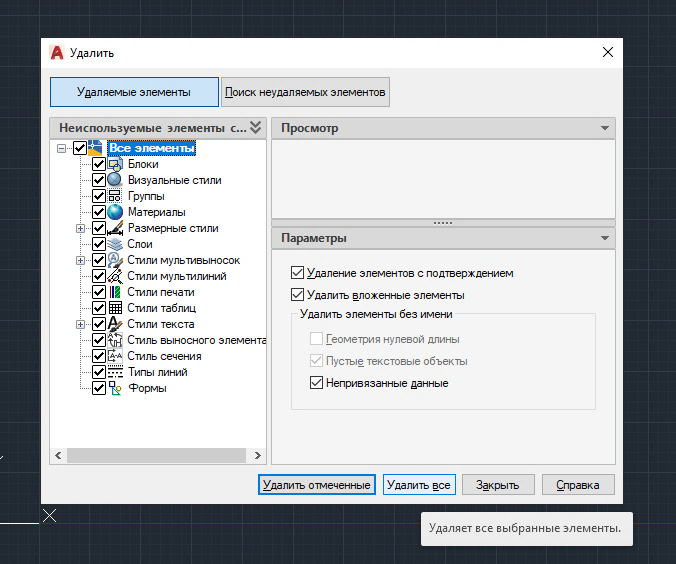 Удалить
Удаляемые элементы
Поиск неудаляемых элементов
Неиспользуемые элементы с...
Все элементы
Блоки
Визуальные стили
Группы
Материалы
Размерные стили
Слои
Стили мультивыносок
Стили мультилиний
Стили печати
Стили таблиц
Стили текста
Стиль выносного элемента
Стиль сечения
Типы линий
Формы
Просмотр
Параметры
Удаление элементов с подтверждением
Удалить вложенные элементы
Удалить элементы без имени
Геометрия нулевой длины
Пустые текстовые объекты
Непривязанные данные
Удалить отмеченные
Удалить все
Закрыть
Справка
Удаляет все выбранные элементы.